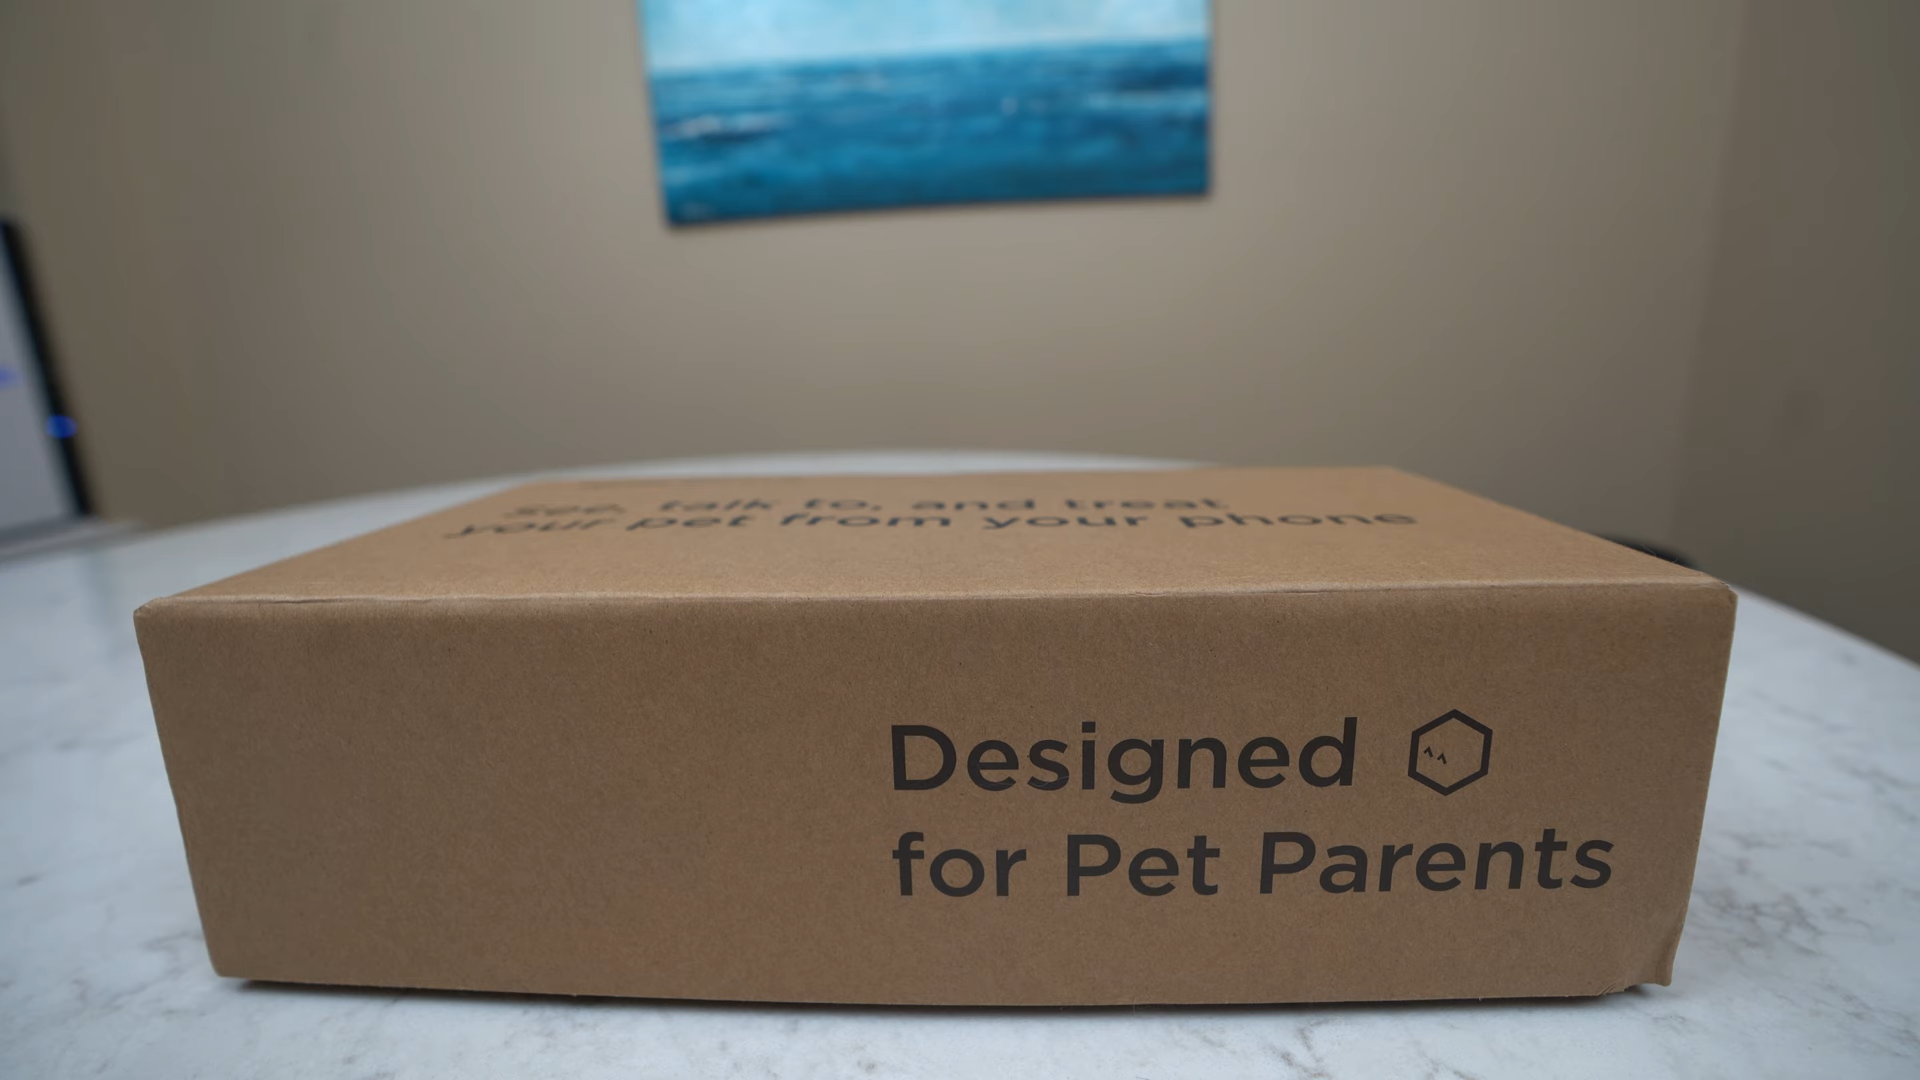 See, talk to, and treat
your pet from your phone
Designed
for Pet Parents